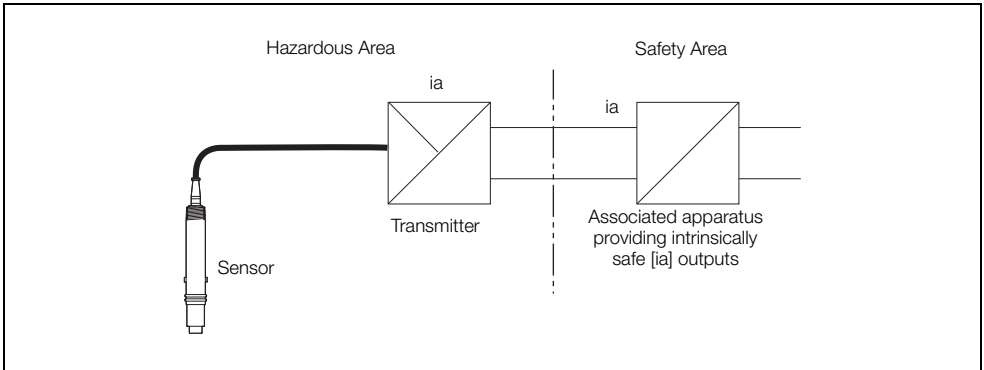 Hazardous Area
Safety Area
ia
ia
Transmitter
Associated apparatus
providing intrinsically
safe [ia] outputs
Sensor